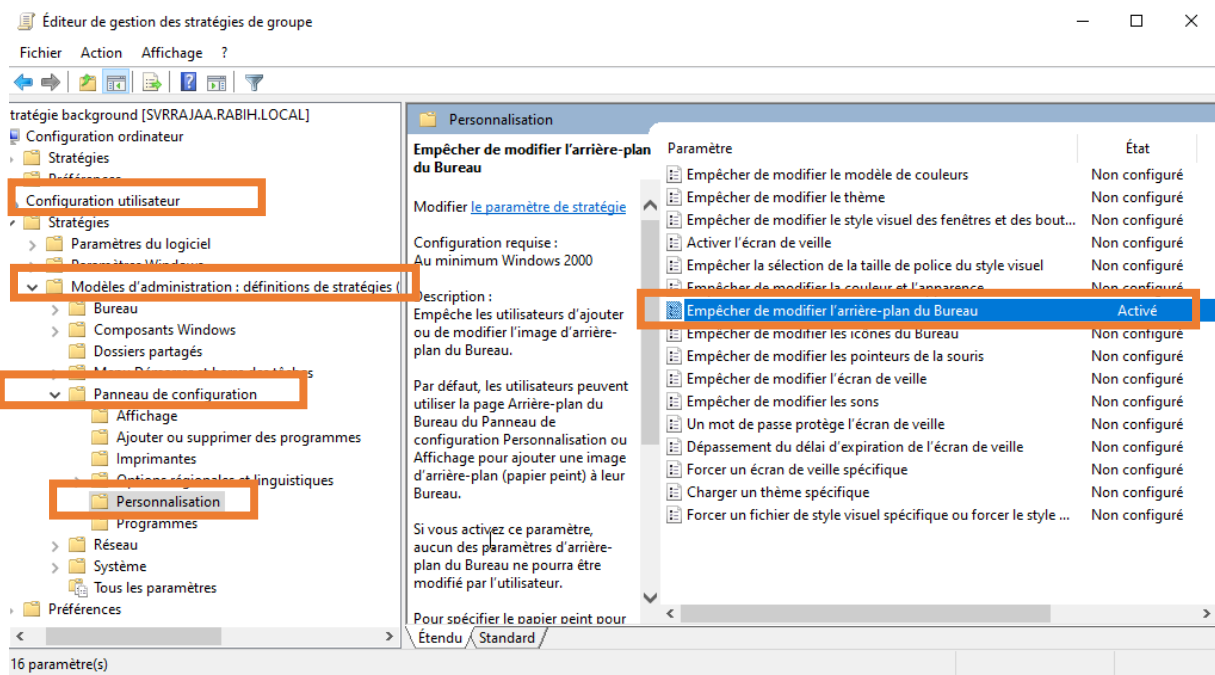 Éditeur de gestion des stratégies de groupe
Fichier Action Affichage ?
tratégie background [SVRRAJAA.RABIH.LOCAL]
Configuration ordinateur
Stratégies
Préférences
Configuration utilisateur
Stratégies
Paramètres du logiciel
Paramètres Windows
Modèles d'administration : définitions de stratégies (
Bureau
Composants Windows
Dossiers partagés
Menu Démarrer et barre des tâches
Panneau de configuration
Affichage
Ajouter ou supprimer des programmes
Imprimantes
Options régionales et linguistiques
Personnalisation
Programmes
Réseau
Système
Tous les paramètres
Préférences
Personnalisation
Empêcher de modifier l'arrière-plan
du Bureau
Modifier le paramètre de stratégie
Configuration requise :
Au minimum Windows 2000
Description :
Empêche les utilisateurs d'ajouter
ou de modifier l'image d'arrière-
plan du Bureau.
Par défaut, les utilisateurs peuvent
utiliser la page Arrière-plan du
Bureau du Panneau de
configuration Personnalisation ou
Affichage pour ajouter une image
d'arrière-plan (papier peint) à leur
Bureau.
Si vous activez ce paramètre,
aucun des paramètres d'arrière-
plan du Bureau ne pourra être
modifié par l'utilisateur.
Pour spécifier le papier peint pour
Paramètre État
Empêcher de modifier le modèle de couleurs Non configuré
Empêcher de modifier le thème Non configuré
Empêcher de modifier le style visuel des fenêtres et des bout... Non configuré
Activer l'écran de veille Non configuré
Empêcher la sélection de la taille de police du style visuel Non configuré
Empêcher de modifier la couleur et l'apparence Non configuré
Empêcher de modifier l'arrière-plan du Bureau Activé
Empêcher de modifier les icônes du Bureau Non configuré
Empêcher de modifier les pointeurs de la souris Non configuré
Empêcher de modifier l'écran de veille Non configuré
Empêcher de modifier les sons Non configuré
Un mot de passe protège l'écran de veille Non configuré
Dépassement du délai d'expiration de l'écran de veille Non configuré
Forcer un écran de veille spécifique Non configuré
Charger un thème spécifique Non configuré
Forcer un fichier de style visuel spécifique ou forcer le style ... Non configuré
Étendu Standard
16 paramètre(s)